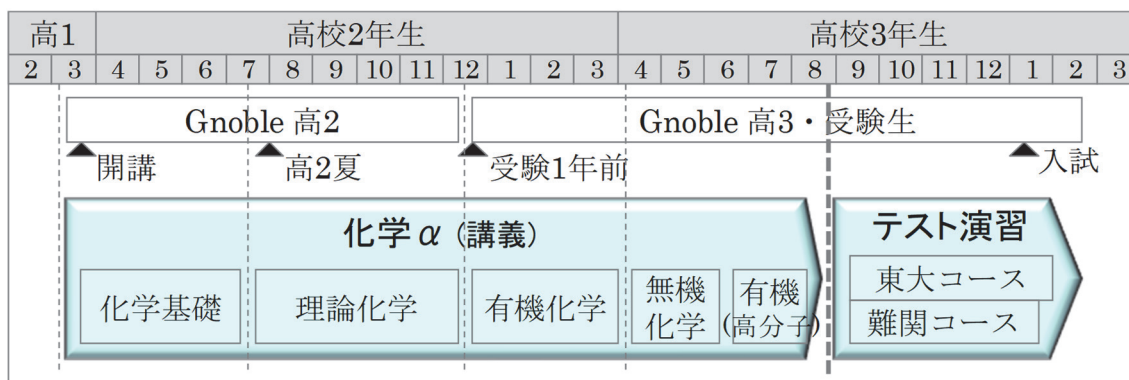 高1 高校2年生 高校3年生
2 3 4 5 6 7 8 9 10 11 12 1 2 3 4 5 6 7 8 9 10 11 12 1 2 3
Gnoble 高2 Gnoble 高3・受験生
開講 高2夏 受験1年前 入試
化学α（講義） テスト演習
化学基礎 理論化学 有機化学 無機 有機 東大コース
化学 (高分子) 難関コース